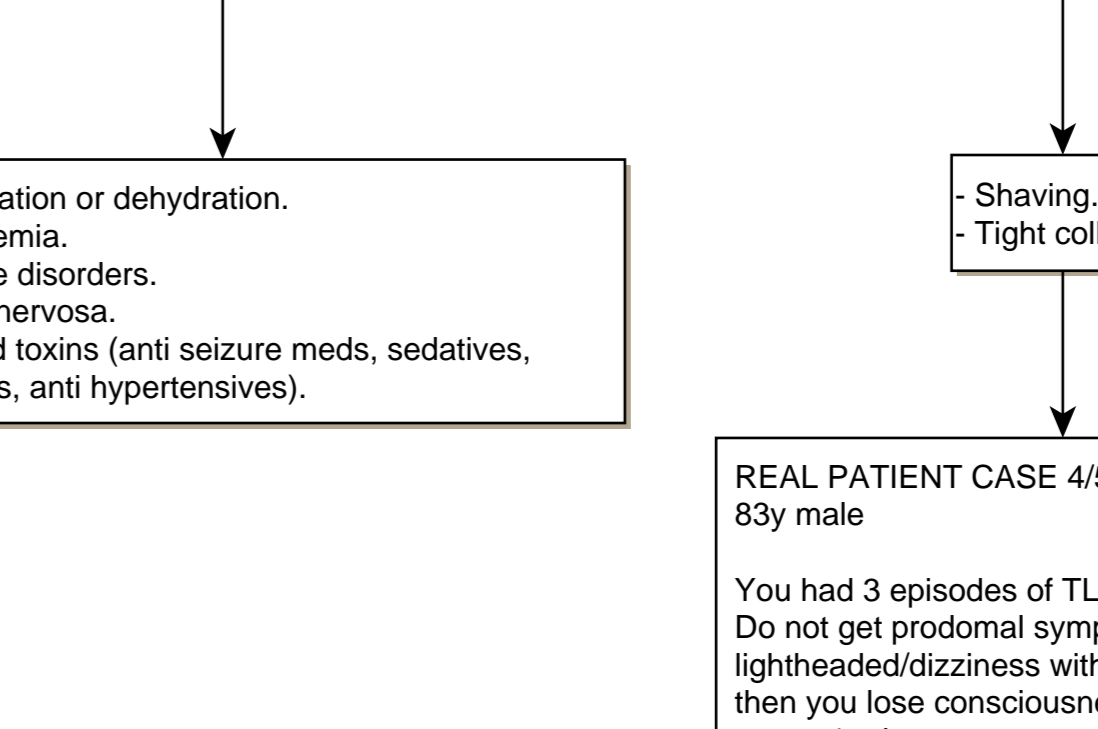 ation or dehydration.
emia.
e disorders.
nervosa.
d toxins (anti seizure meds, sedatives,
s, anti hypertensives).
- Shaving.
- Tight coll
REAL PATIENT CASE 4/5
83y male
You had 3 episodes of TL
Do not get prodomal symp
lightheaded/dizziness with
then you lose consciousne